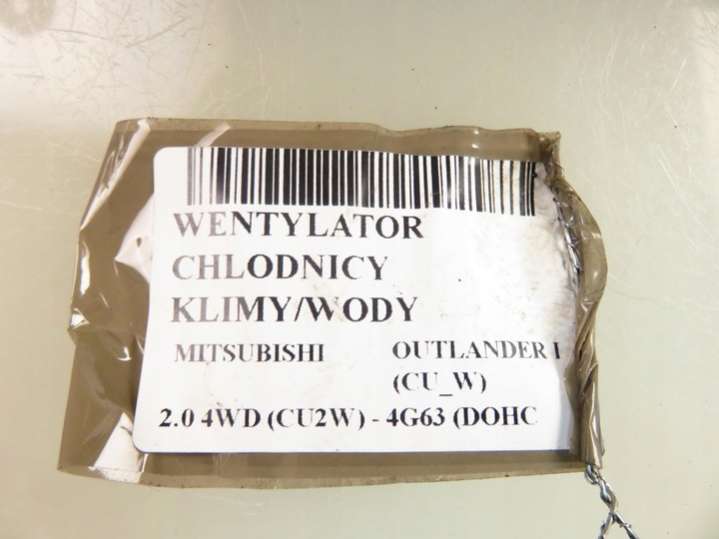 WENTYLATOR
CHLODNICY
KLIMY/WODY
MITSUBISHI OUTLANDER I
(CU_W)
2.0 4WD (CU2W) - 4G63 (DOHC